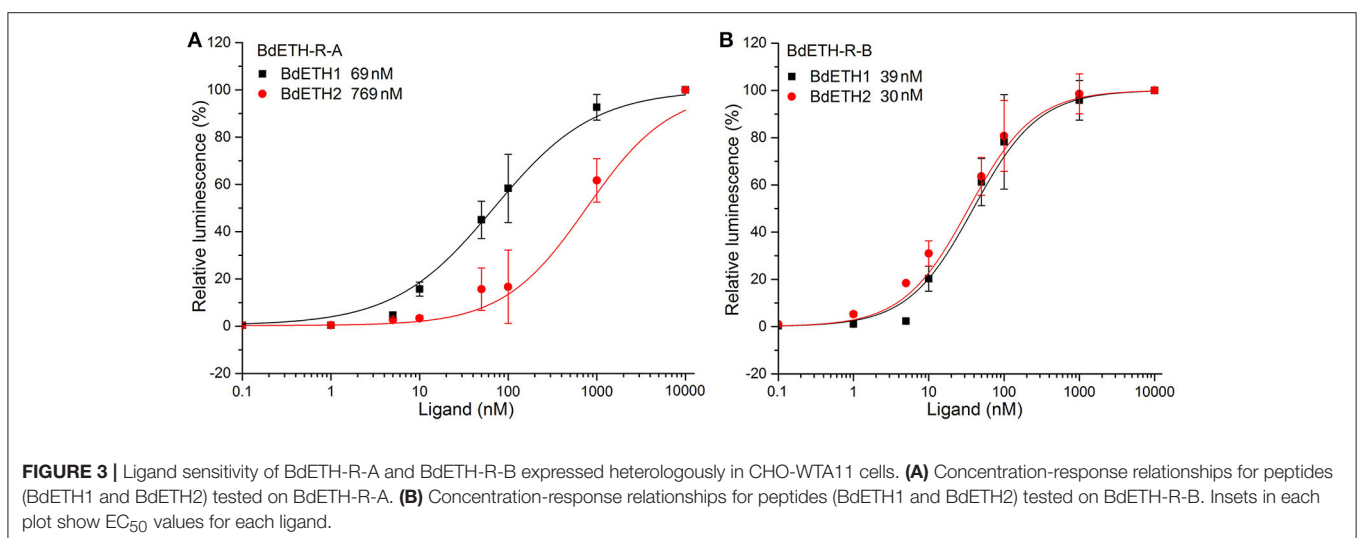 A
BdETH-R-A
BdETH1 69 nM
BdETH2 769 nM
120
100
80
60
40
20
0
-20
Relative luminescence (%)
0.1 1 10 100 1000 10000
Ligand (nM)
B
BdETH-R-B
BdETH1 39 nM
BdETH2 30 nM
120
100
80
60
40
20
0
-20
Relative luminescence (%)
0.1 1 10 100 1000 10000
Ligand (nM)
FIGURE 3 | Ligand sensitivity of BdETH-R-A and BdETH-R-B expressed heterologously in CHO-WTA11 cells. (A) Concentration-response relationships for peptides
(BdETH1 and BdETH2) tested on BdETH-R-A. (B) Concentration-response relationships for peptides (BdETH1 and BdETH2) tested on BdETH-R-B. Insets in each
plot show EC50 values for each ligand.